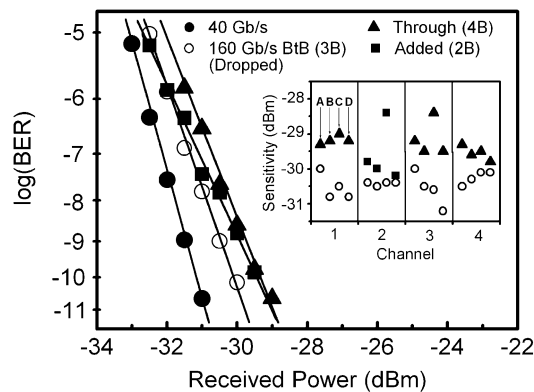 40 Gb/s
160 Gb/s BtB (3B)
(Dropped)
Through (4B)
Added (2B)
log(BER)
-5
-6
-7
-8
-9
-10
-11
-34
-32
-30
-28
-26
-24
-22
Received Power (dBm)
Sensitivity (dBm)
-28
-29
-30
-31
A B C D
1
2
3
4
Channel